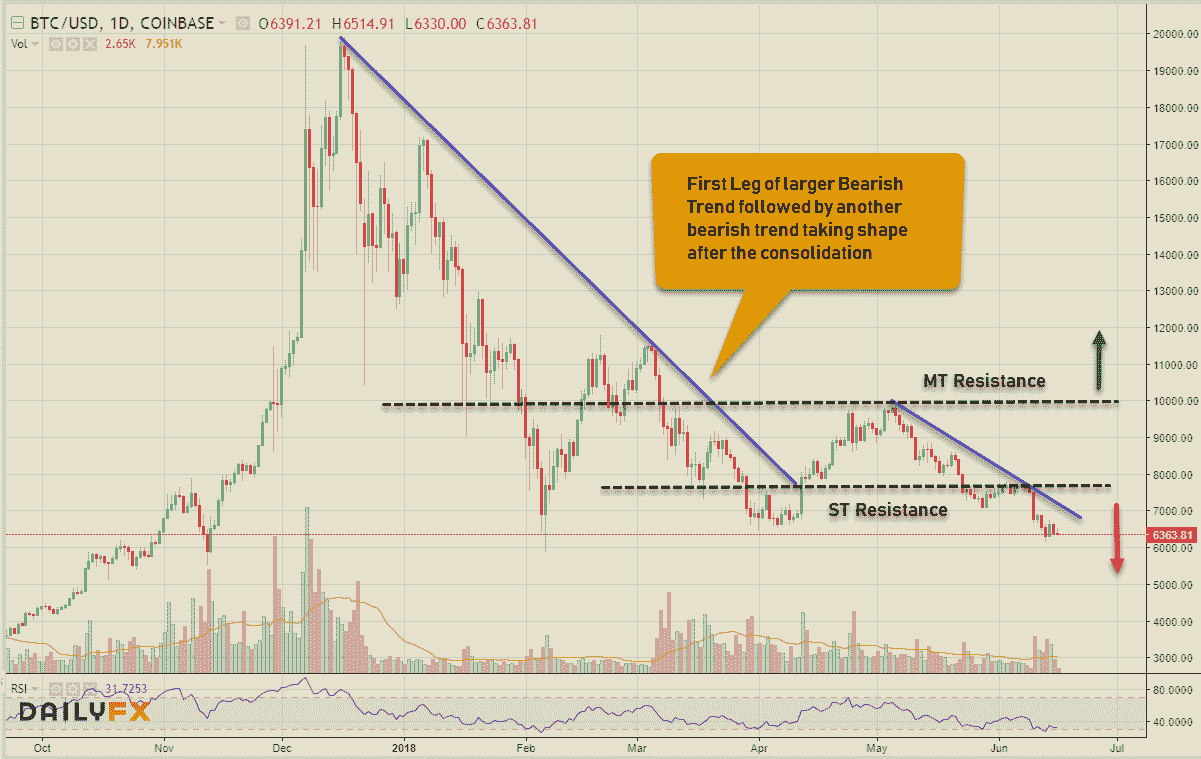 BTC/USD, 1D, COINBASE O6391.21 H6514.91 L6330.00 C6363.81
Vol 2.65K 7.951K
20000.00
19000.00
18000.00
17000.00
16000.00
15000.00
14000.00
13000.00
12000.00
11000.00
10000.00
9000.00
8000.00
7000.00
6363.81
6000.00
5000.00
4000.00
3000.00
First Leg of larger Bearish
Trend followed by another
bearish trend taking shape
after the consolidation
MT Resistance
ST Resistance
RSI 31.7253
DAILYFX
80.0000
40.0000
Oct Nov Dec 2018 Feb Mar Apr May Jun Jul